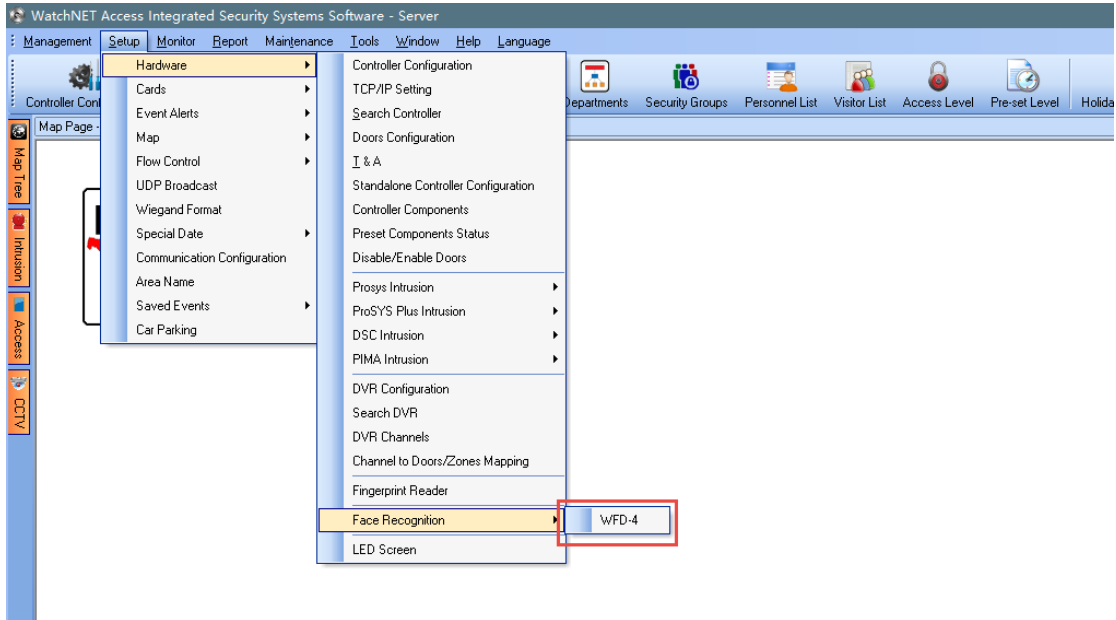 WatchNET Access Integrated Security Systems Software - Server
Management Setup Monitor Report Maintenance Tools Window Help Language
Controller Con
Departments Security Groups Personnel List Visitor List Access Level Pre-set Level Holida
Map Page -
Map Tree
Intrusion
Access
CCTV
Hardware
Cards
Event Alerts
Map
Flow Control
UDP Broadcast
Wiegand Format
Special Date
Communication Configuration
Area Name
Saved Events
Car Parking
Controller Configuration
TCP/IP Setting
Search Controller
Doors Configuration
T & A
Standalone Controller Configuration
Controller Components
Preset Components Status
Disable/Enable Doors
Prosys Intrusion
ProSYS Plus Intrusion
DSC Intrusion
PIMA Intrusion
DVR Configuration
Search DVR
DVR Channels
Channel to Doors/Zones Mapping
Fingerprint Reader
Face Recognition
LED Screen
WFD-4